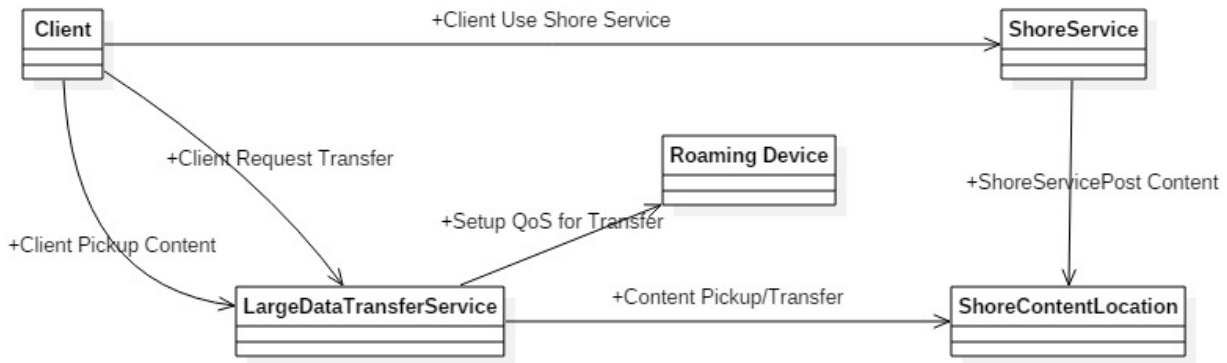 +Client Use Shore Service
Client
ShoreService
Roaming Device
+Client Request Transfer
+ShoreServicePost Content
+Setup QoS for Transfer
+Client Pickup Content
+Content Pickup/Transfer
LargeDataTransferService
ShoreContentLocation